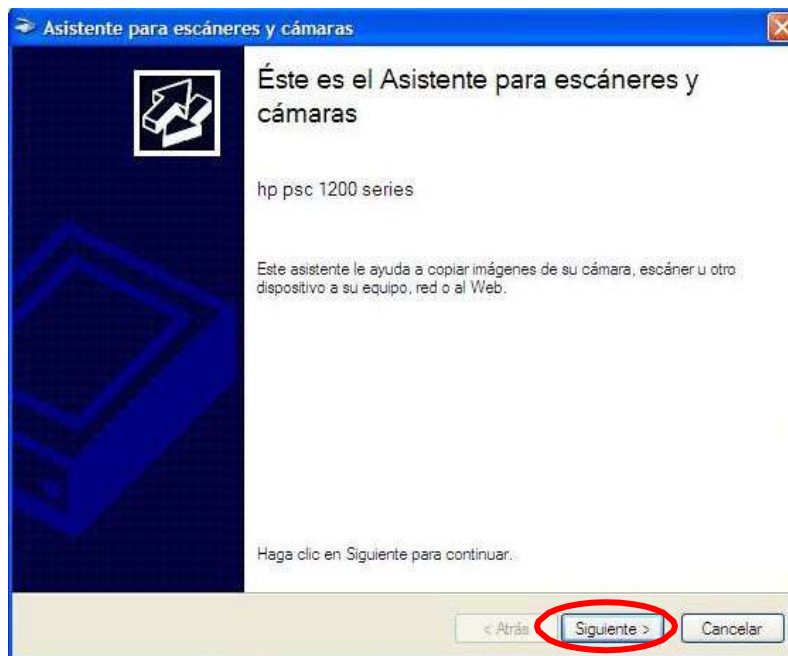 Asistente para escáneres y cámaras
Éste es el Asistente para escáneres y
cámaras
hp psc 1200 series
Este asistente le ayuda a copiar imágenes de su cámara, escáner u otro
dispositivo a su equipo, red o al Web.
Haga clic en Siguiente para continuar.
< Atrás
Siguiente >
Cancelar